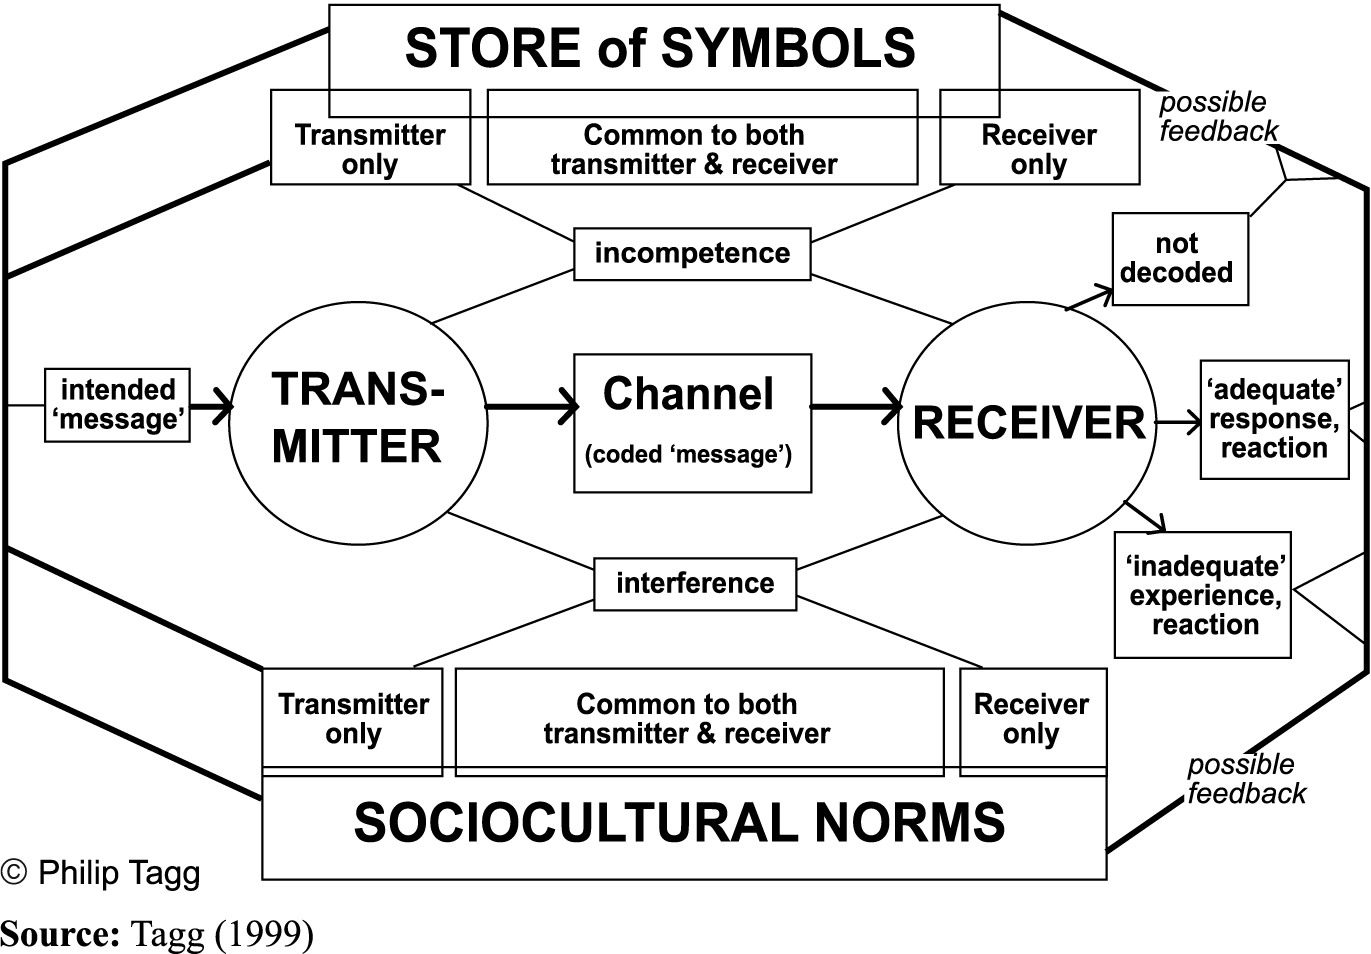 STORE of SYMBOLS
possible
feedback
Transmitter
only
Common to both
transmitter & receiver
Receiver
only
incompetence
not
decoded
intended
‘message’
TRANS-
MITTER
Channel
(coded ‘message’)
RECEIVER
‘adequate’
response,
reaction
interference
‘inadequate’
experience,
reaction
Transmitter
only
Common to both
transmitter & receiver
Receiver
only
possible
feedback
SOCIOCULTURAL NORMS
© Philip Tagg
Source: Tagg (1999)